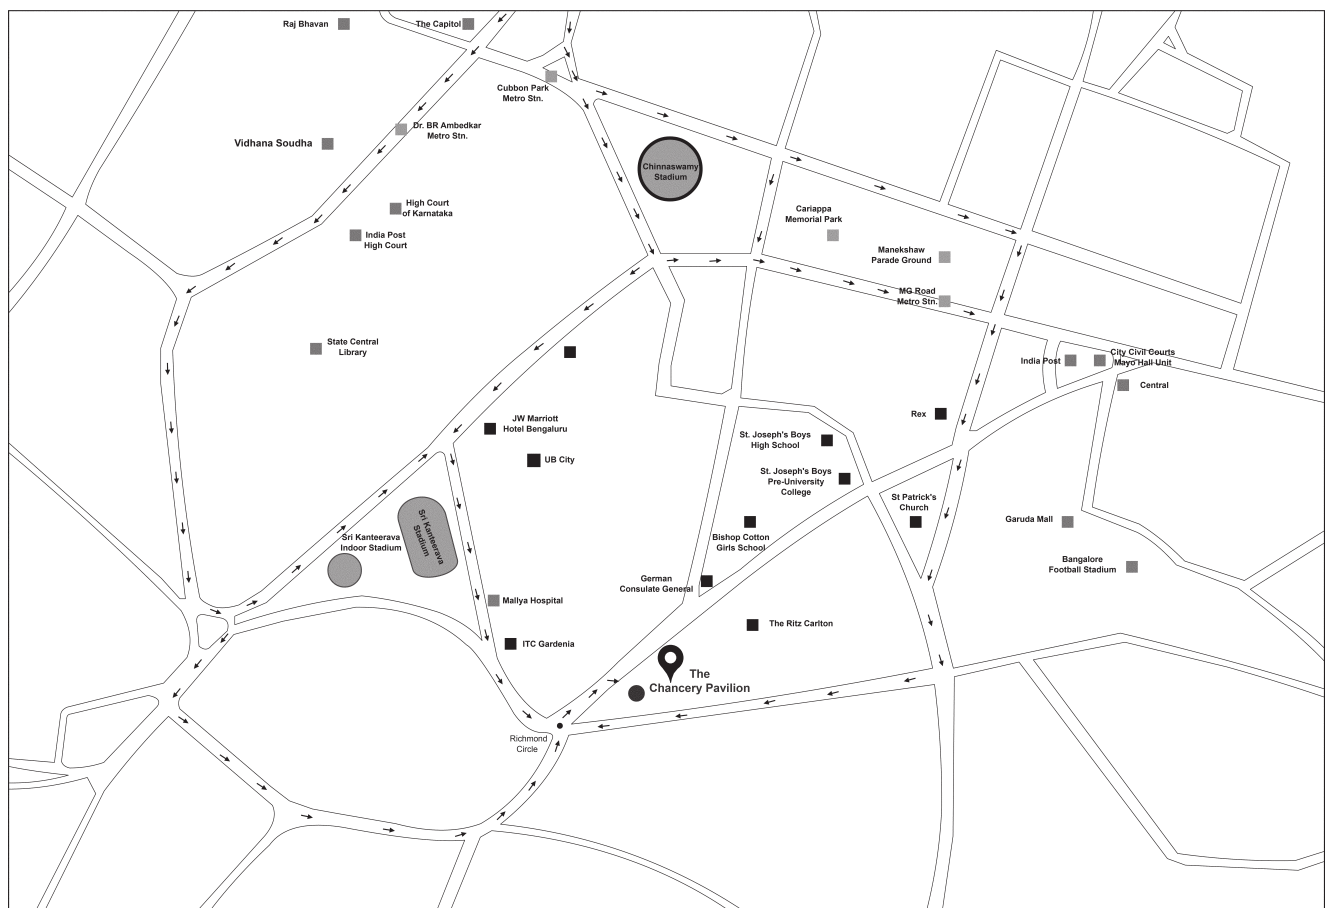 Raj Bhavan
The Capitol
Cubbon Park
Metro Stn.
Dr. BR Ambedkar
Metro Stn.
Vidhana Soudha
Chinnaswamy
Stadium
High Court
of Karnataka
India Post
High Court
Cariappa
Memorial Park
Manekshaw
Parade Ground
MG Road
Metro Stn.
State Central
Library
India Post
City Civil Courts
Mayo Hall Unit
Central
JW Marriott
Hotel Bengaluru
Rex
UB City
St. Joseph's Boys
High School
St. Joseph's Boys
Pre-University
College
St Patrick's
Church
Sri Kanteerava
Stadium
Sri Kanteerava
Indoor Stadium
Garuda Mall
Bishop Cotton
Girls School
Bangalore
Football Stadium
German
Consulate General
Mallya Hospital
The Ritz Carlton
ITC Gardenia
The
Chancery Pavilion
Richmond
Circle